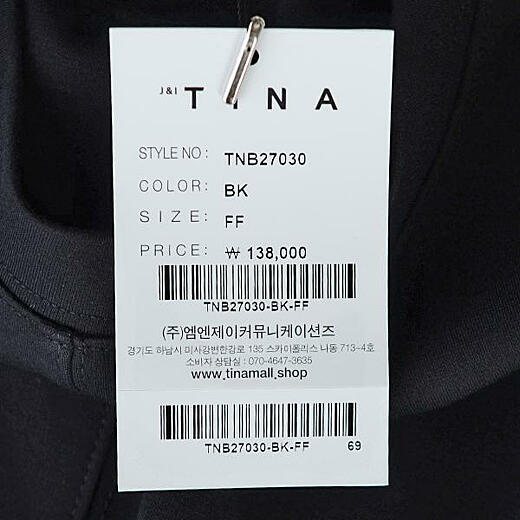 J&I TINA
STYLE NO : TNB27030
COLOR : BK
SIZE : FF
PRICE : ₩ 138,000
TNB27030-BK-FF
(주)엠엔제이커뮤니케이션즈
경기도 하남시 미사강변한강로 135 스카이폴리스 나동 713-4호
소비자 상담실 : 070-4647-3635
www_tinamall_shop
TNB27030-BK-FF 69